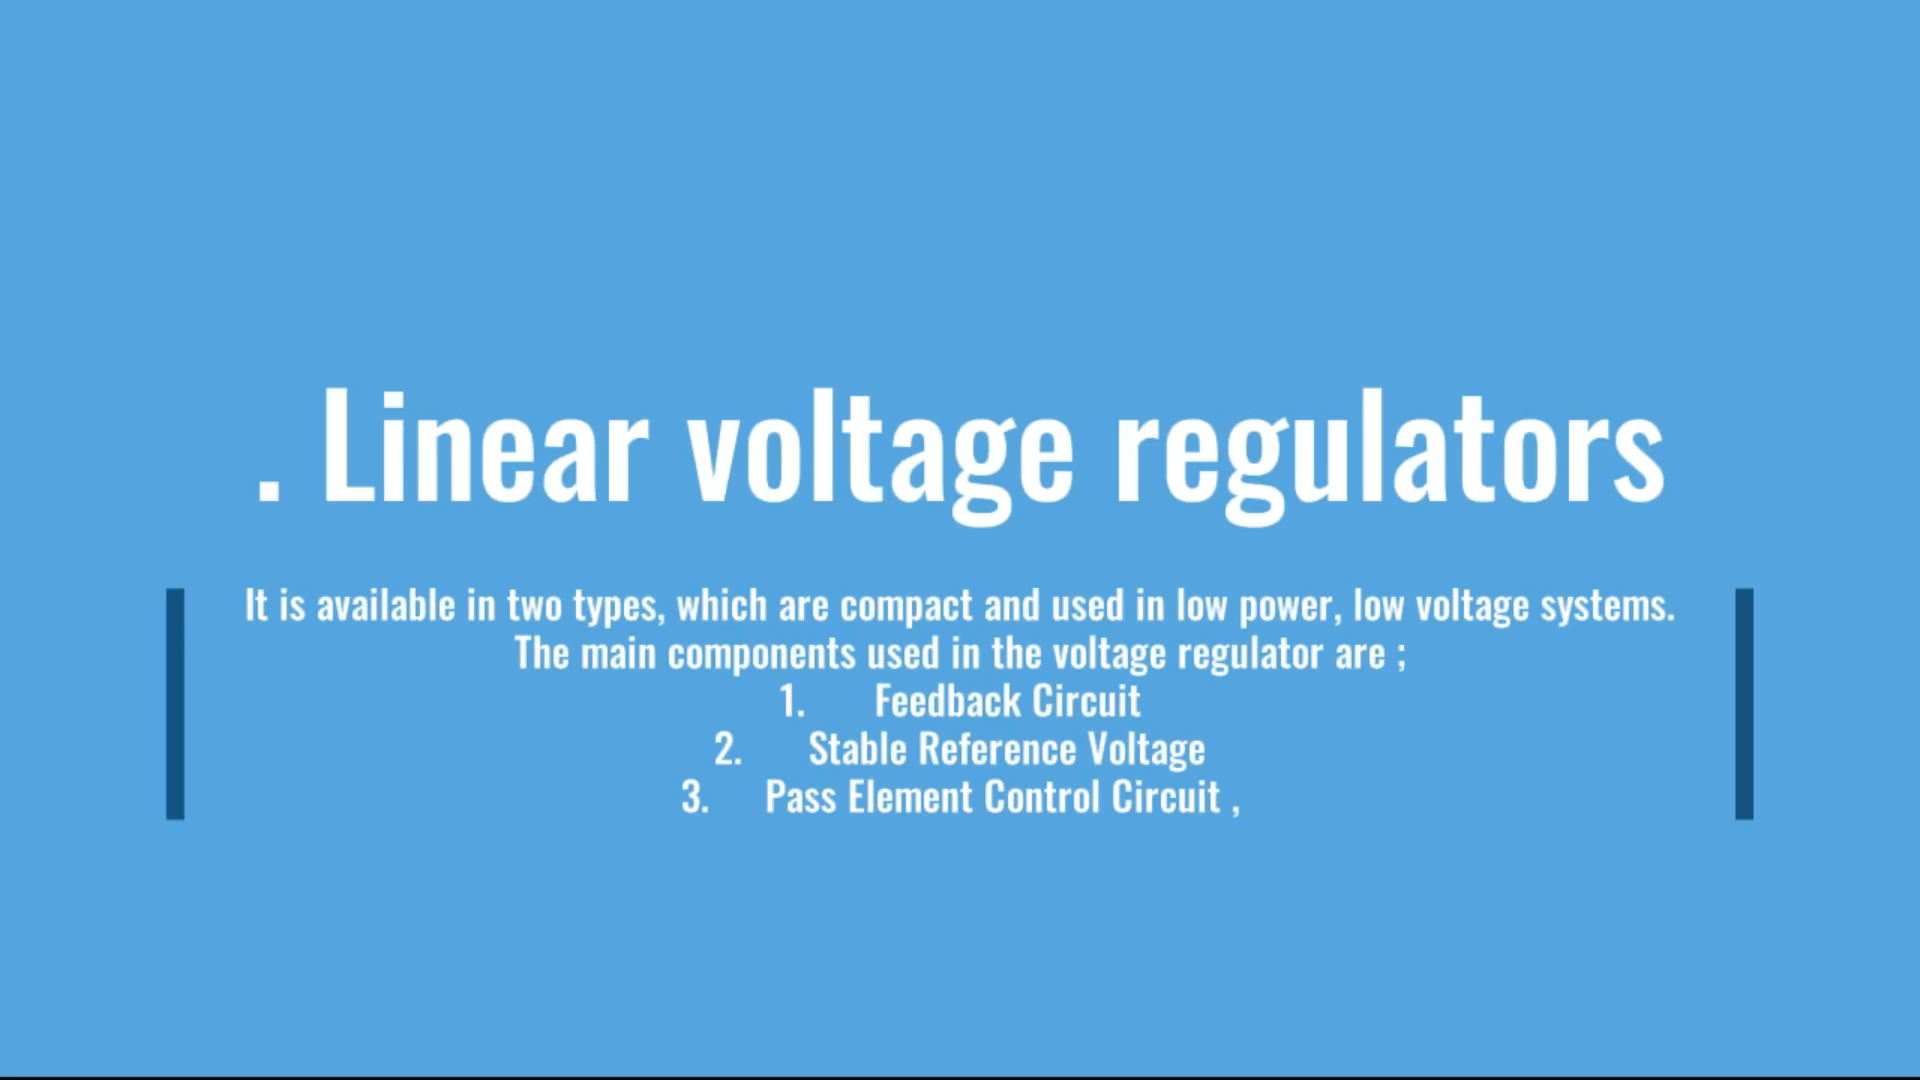 . Linear voltage regulators
It is available in two types, which are compact and used in low power, low voltage systems.
The main components used in the voltage regulator are ;
1. Feedback Circuit
2. Stable Reference Voltage
3. Pass Element Control Circuit ,